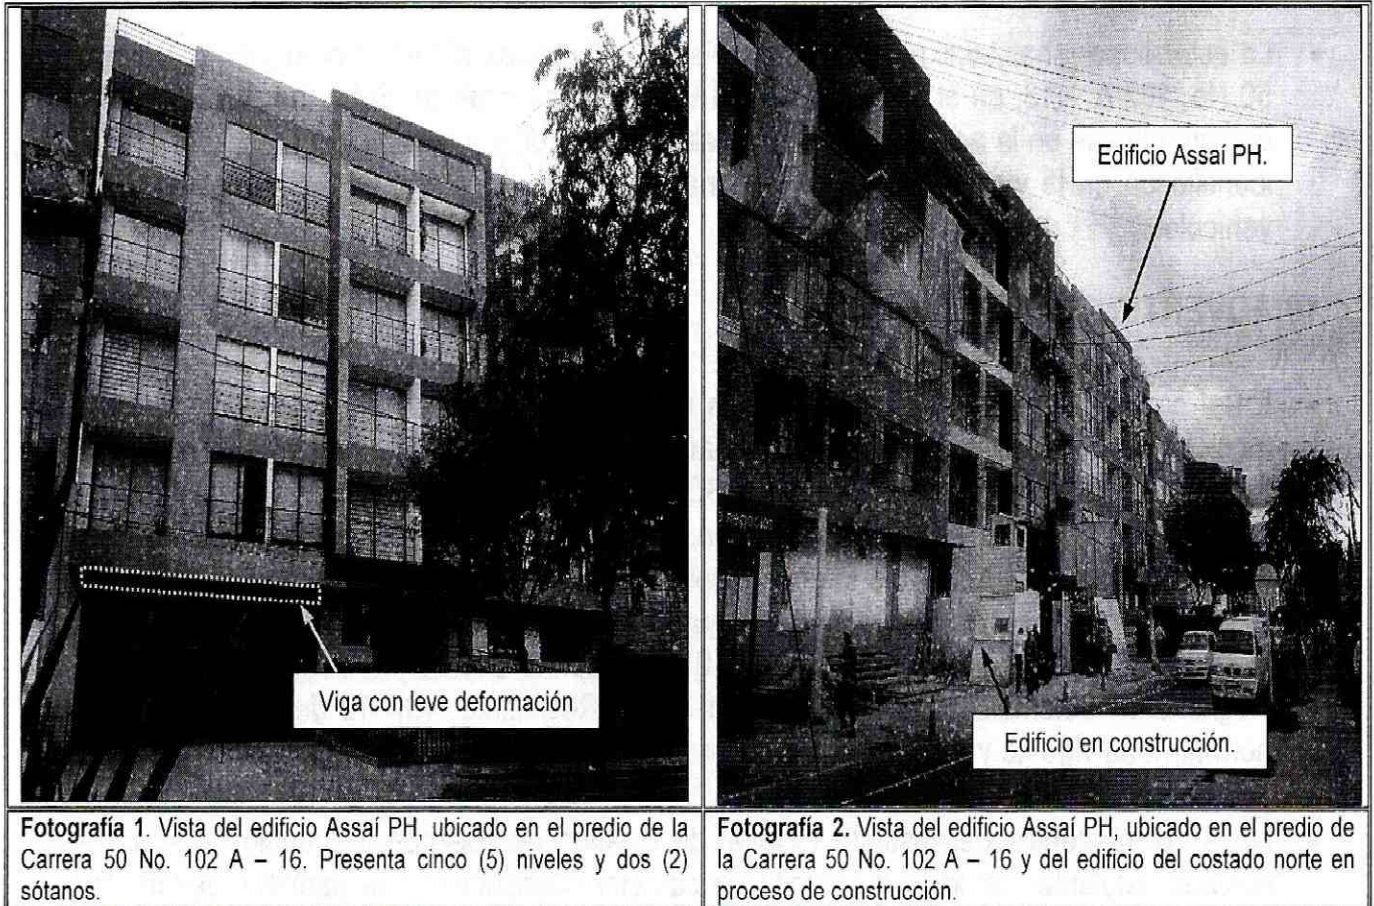 Edificio Assaí PH.
Viga con leve deformación
Edificio en construcción.
Fotografía 1. Vista del edificio Assaí PH, ubicado en el predio de la
Carrera 50 No. 102 A – 16. Presenta cinco (5) niveles y dos (2)
sótanos.
Fotografía 2. Vista del edificio Assaí PH, ubicado en el predio de
la Carrera 50 No. 102 A – 16 y del edificio del costado norte en
proceso de construcción.